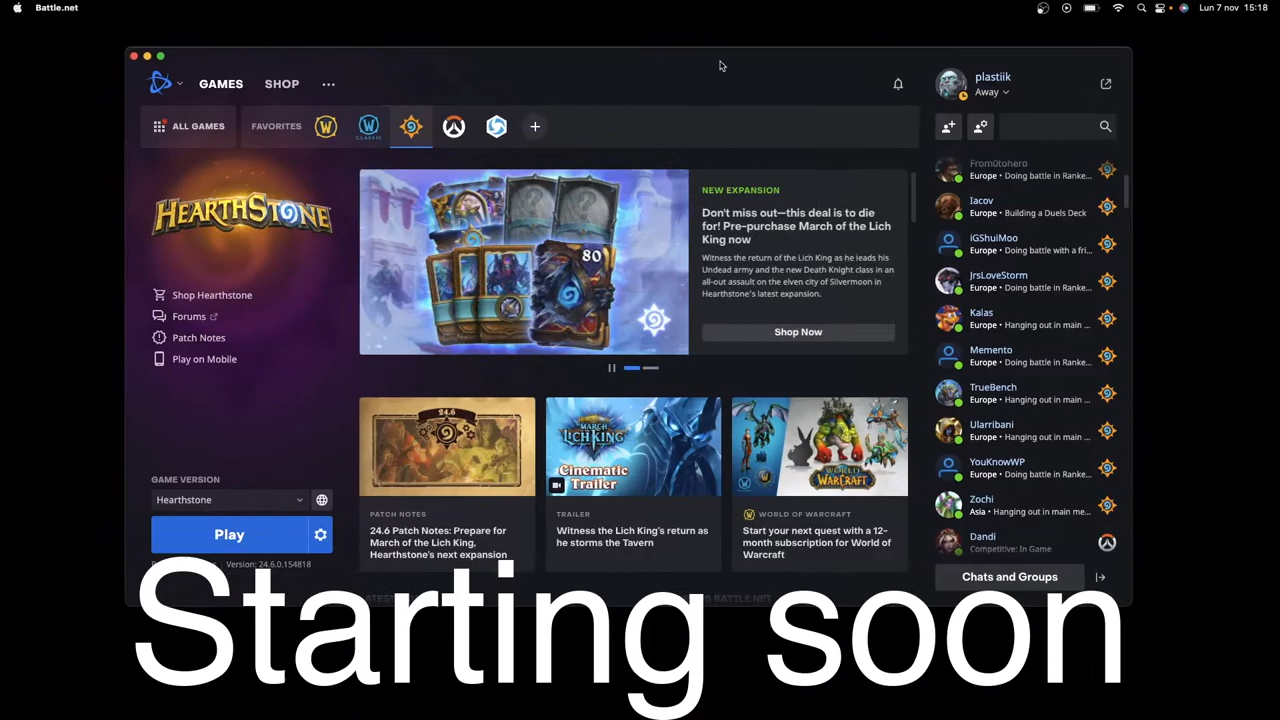 Battle.net
Lun 7 nov 15:18
GAMES SHOP
ALL GAMES FAVORITES
CLASSIC
plastiik
Away
HEARTHSTONE
Shop Hearthstone
Forums
Patch Notes
Play on Mobile
GAME VERSION
Hearthstone
Play
Version: 24.6.0.154818
80
NEW EXPANSION
Don't miss out—this deal is to die
for! Pre-purchase March of the Lich
King now
Witness the return of the Lich King as he leads his
Undead army and the new Death Knight class in an
all-out assault on the elven city of Silvermoon in
Hearthstone's latest expansion.
Shop Now
24.6
PATCH NOTES
24.6 Patch Notes: Prepare for
March of the Lich King,
Hearthstone's next expansion
MARCH
LICH KING
Cinematic
Trailer
TRAILER
Witness the Lich King's return as
he storms the Tavern
WORLD OF
WARCRAFT
WORLD OF WARCRAFT
Start your next quest with a 12-
month subscription for World of
Warcraft
From0tohero
Europe • Doing battle in Ranke...
Iacov
Europe • Building a Duels Deck
iGShuiMoo
Europe • Doing battle with a fri...
JrsLoveStorm
Europe • Doing battle in Ranke...
Kalas
Europe • Hanging out in main ...
Memento
Europe • Doing battle in Ranke...
TrueBench
Europe • Hanging out in main ...
Ularribani
Europe • Hanging out in main ...
YouKnowWP
Europe • Doing battle in Ranke...
Zochi
Asia • Hanging out in main me...
Dandi
Competitive: In Game
Chats and Groups
Starting soon